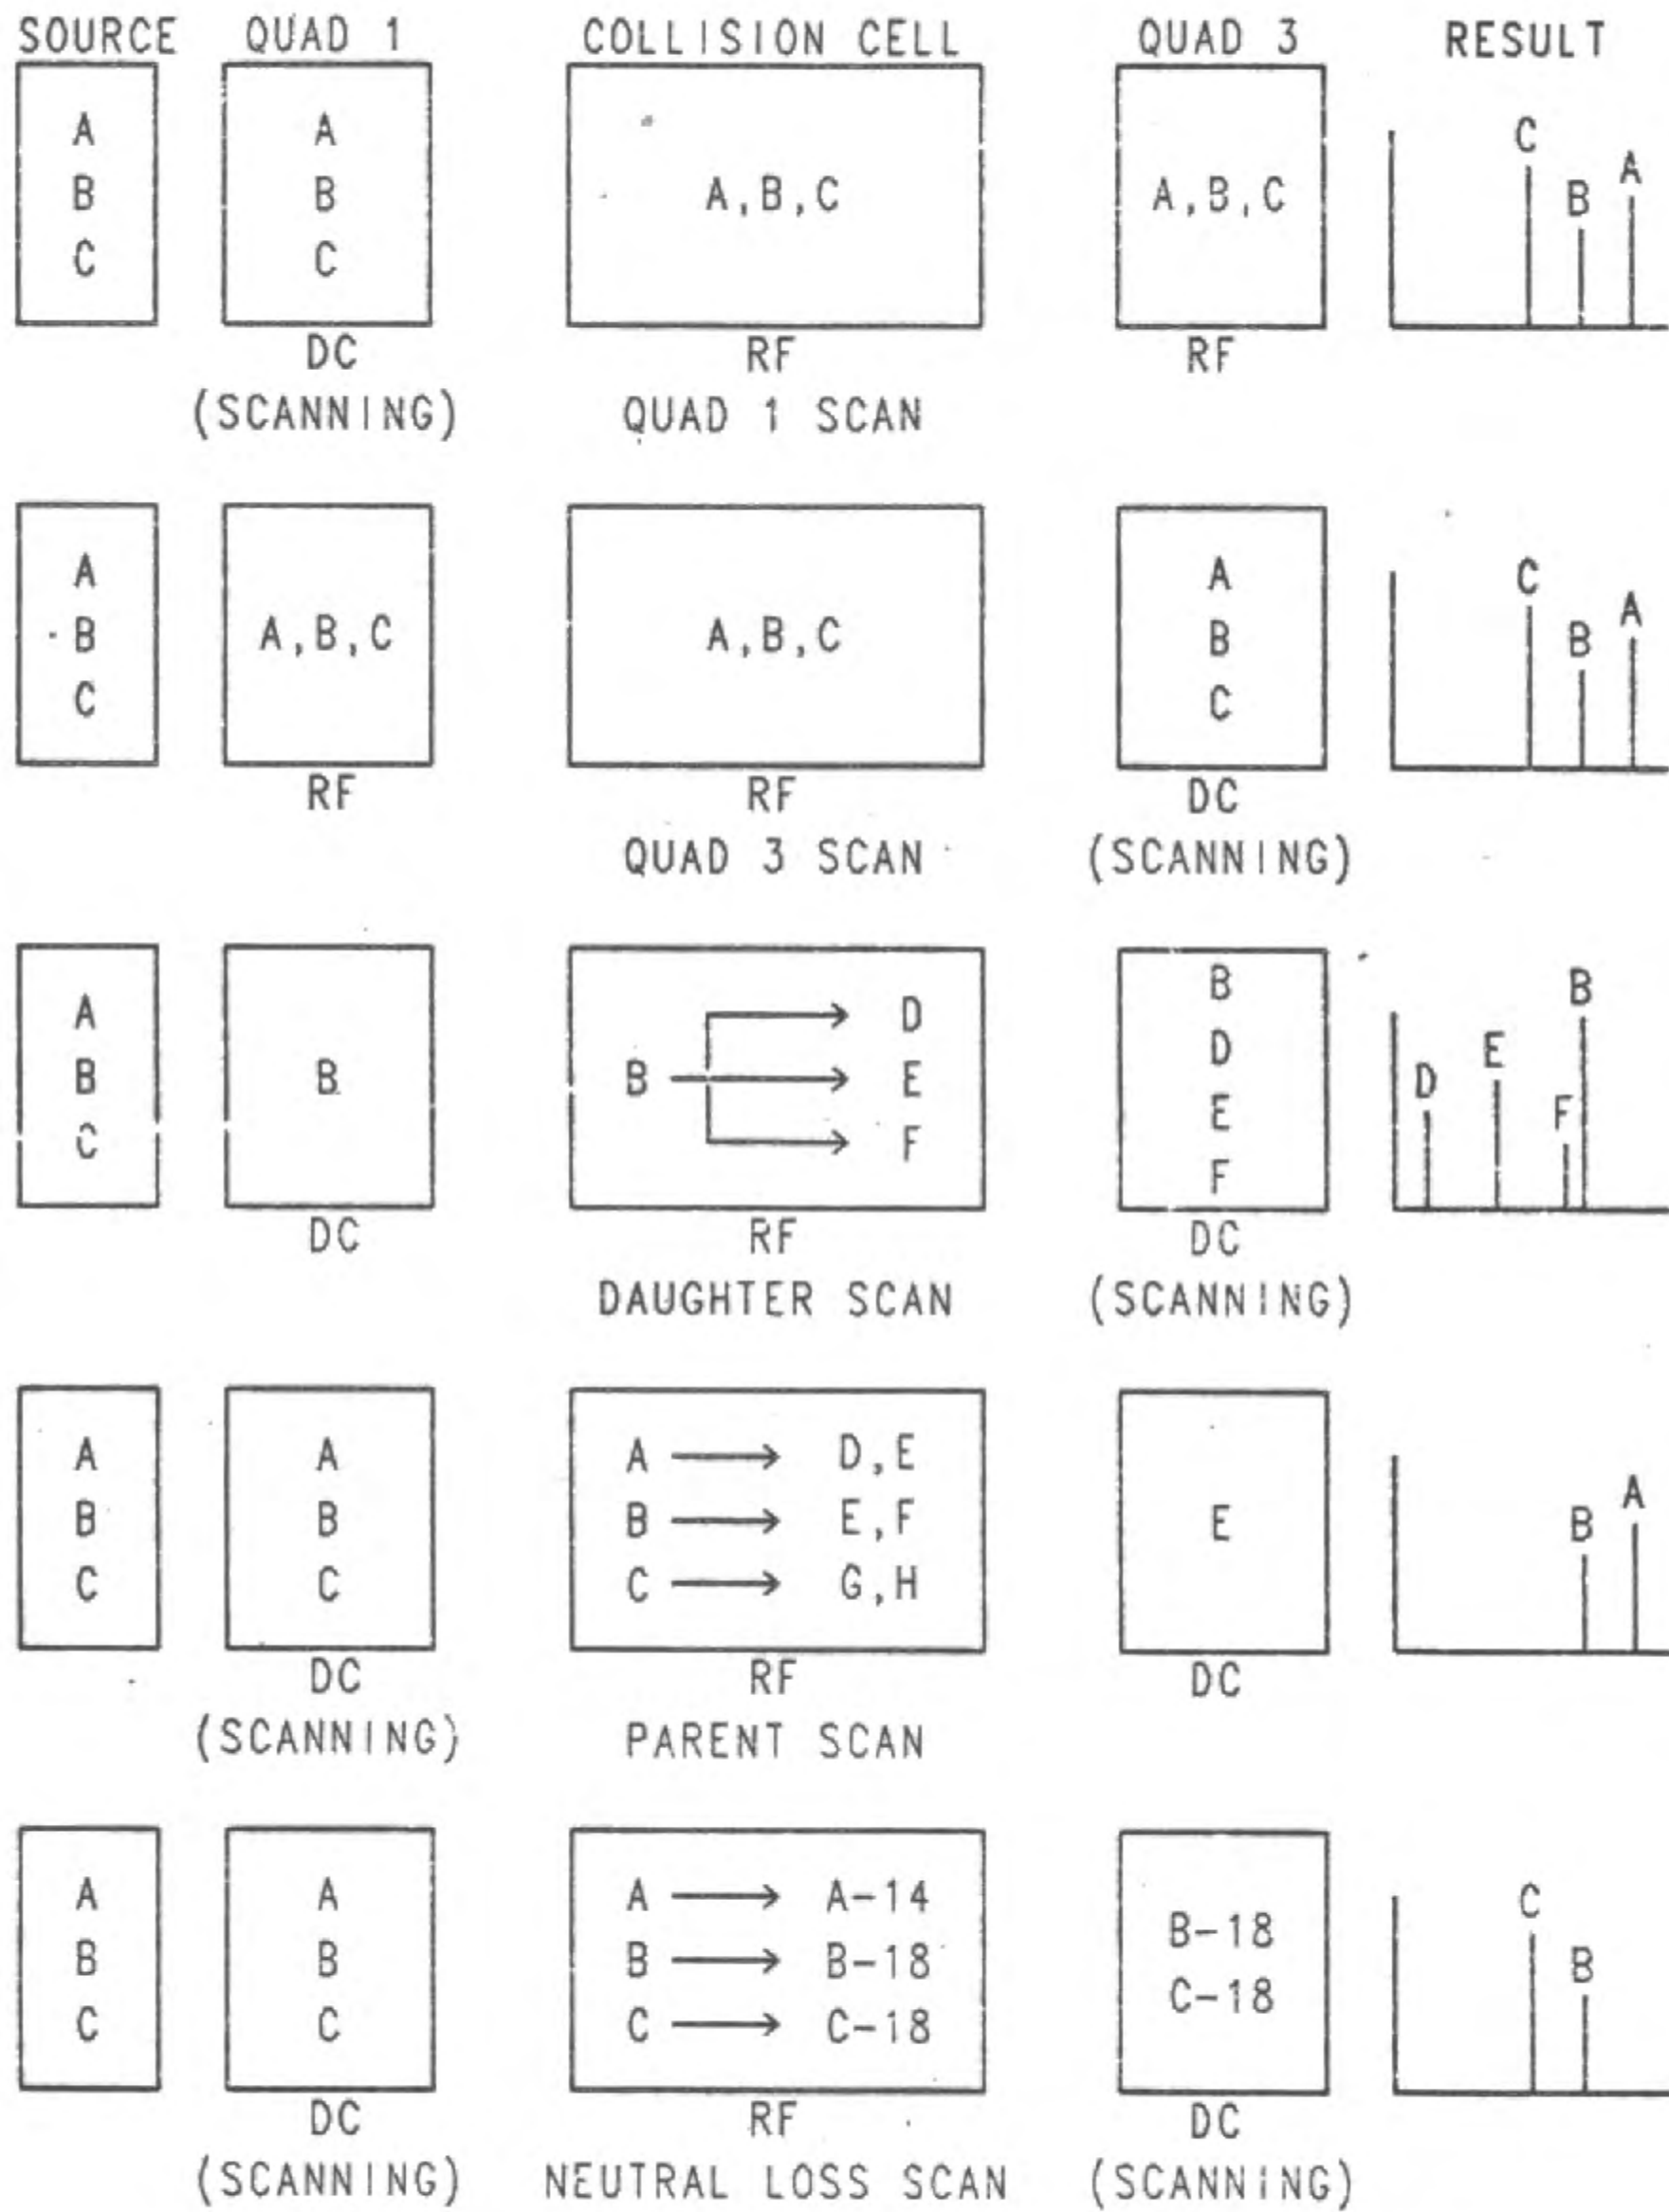 SOURCE QUAD 1 COLLISION CELL QUAD 3 RESULT
A
B
C
A
B
C
A,B,C
A,B,C
C
B
A
DC RF RF
(SCANNING) QUAD 1 SCAN
A
B
C
A,B,C
A,B,C
A
B
C
C
B
A
RF RF DC
QUAD 3 SCAN (SCANNING)
A
B
C
B
B
D
E
F
B
D
E
F
D
E
F
B
DC RF DC
DAUGHTER SCAN (SCANNING)
A
B
C
A
B
C
A D,E
B E,F
C G,H
E
B
A
DC RF DC
(SCANNING) PARENT SCAN
A
B
C
A
B
C
A A-14
B B-18
C C-18
B-18
C-18
C
B
DC RF DC
(SCANNING) NEUTRAL LOSS SCAN (SCANNING)